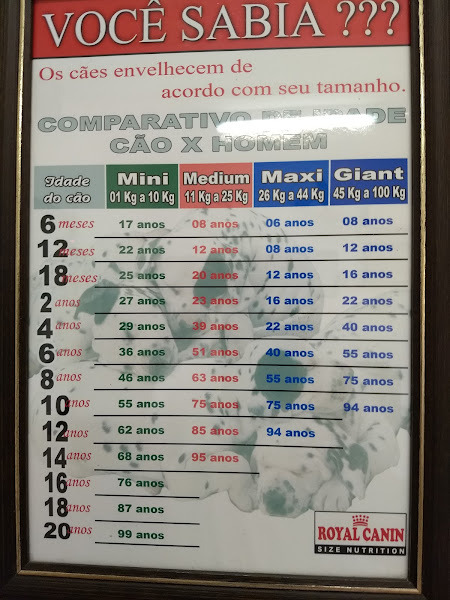 VOCÊ SABIA ???
Os cães envelhecem de
acordo com seu tamanho.
COMPARATIVO DE IDADE
CÃO X HOMEM
Idade do cão Mini 01 Kg a 10 Kg Medium 11 Kg a 25 Kg Maxi 26 Kg a 44 Kg Giant 45 Kg a 100 Kg
6 meses 17 anos 08 anos 06 anos 08 anos
12 meses 22 anos 12 anos 08 anos 12 anos
18 meses 25 anos 20 anos 12 anos 16 anos
2 anos 27 anos 23 anos 16 anos 22 anos
4 anos 29 anos 39 anos 22 anos 40 anos
6 anos 36 anos 51 anos 40 anos 55 anos
8 anos 46 anos 63 anos 55 anos 75 anos
10 anos 55 anos 75 anos 75 anos 94 anos
12 anos 62 anos 85 anos 94 anos
14 anos 68 anos 95 anos
16 anos 76 anos
18 anos 87 anos
20 anos 99 anos
ROYAL CANIN
SIZE NUTRITION